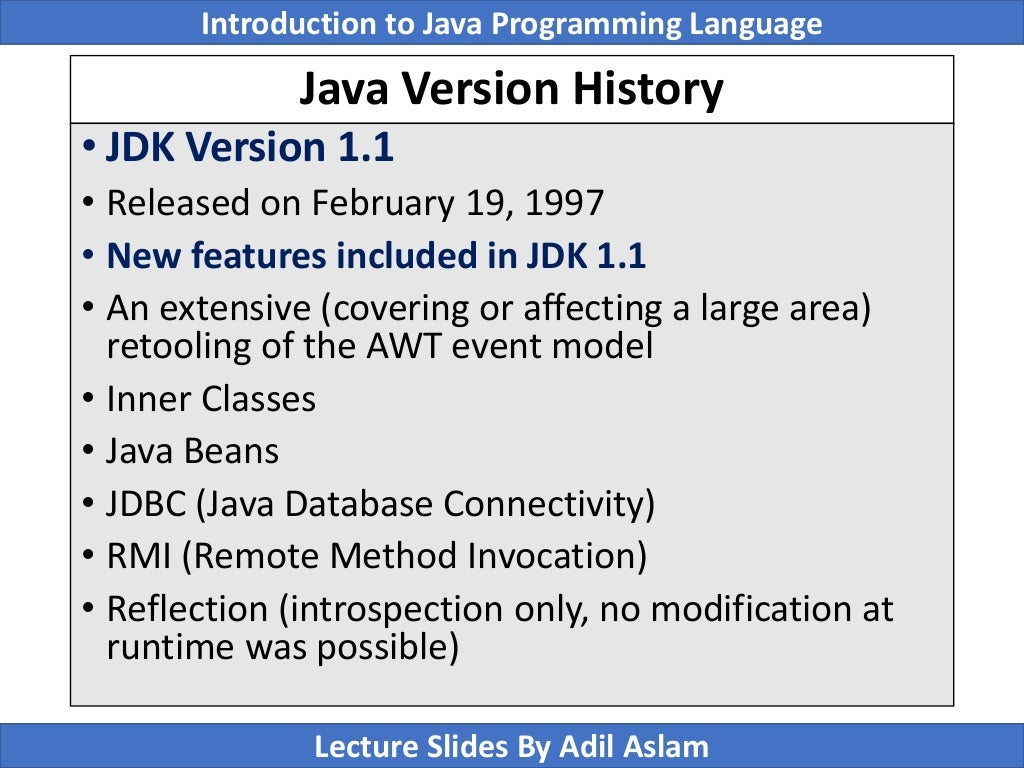 Introduction to Java Programming Language
Java Version History
• JDK Version 1.1
• Released on February 19, 1997
• New features included in JDK 1.1
• An extensive (covering or affecting a large area)
retooling of the AWT event model
• Inner Classes
• Java Beans
• JDBC (Java Database Connectivity)
• RMI (Remote Method Invocation)
• Reflection (introspection only, no modification at
runtime was possible)
Lecture Slides By Adil Aslam